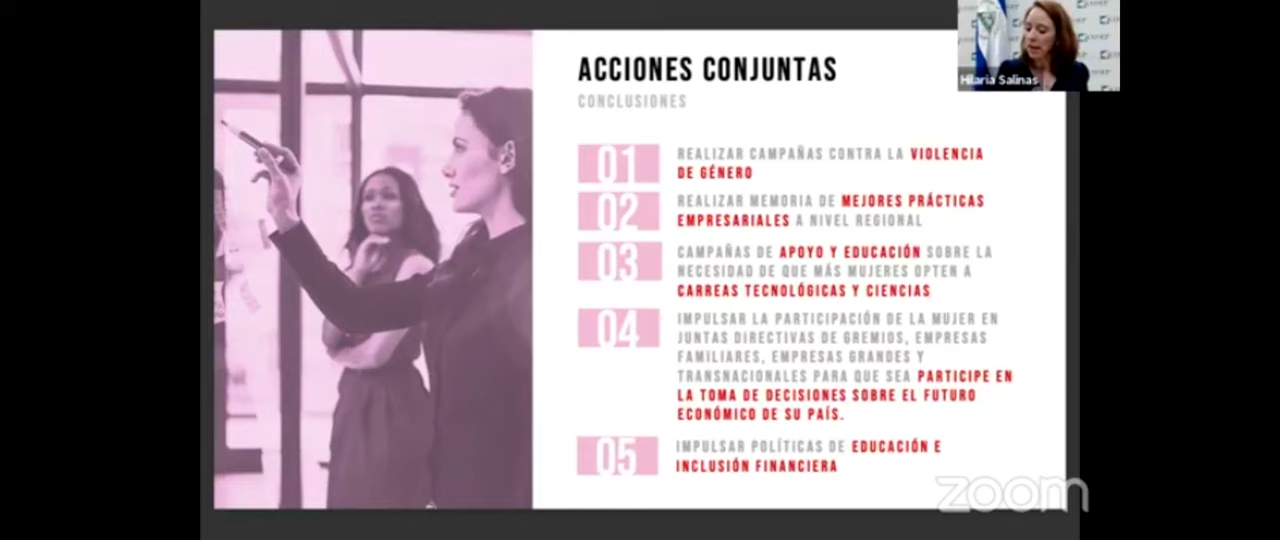 ACCIONES CONJUNTAS
CONCLUSIONES
Hilaria Salinas
01
REALIZAR CAMPAÑAS CONTRA LA VIOLENCIA
DE GÉNERO
02
REALIZAR MEMORIA DE MEJORES PRÁCTICAS
EMPRESARIALES A NIVEL REGIONAL
03
CAMPAÑAS DE APOYO Y EDUCACIÓN SOBRE LA
NECESIDAD DE QUE MÁS MUJERES OPTEN A
CARREAS TECNOLÓGICAS Y CIENCIAS
04
IMPULSAR LA PARTICIPACIÓN DE LA MUJER EN
JUNTAS DIRECTIVAS DE GREMIOS, EMPRESAS
FAMILIARES, EMPRESAS GRANDES Y
TRANSNACIONALES PARA QUE SEA PARTICIPE EN
LA TOMA DE DECISIONES SOBRE EL FUTURO
ECONÓMICO DE SU PAÍS.
05
IMPULSAR POLÍTICAS DE EDUCACIÓN E
INCLUSIÓN FINANCIERA
zoom